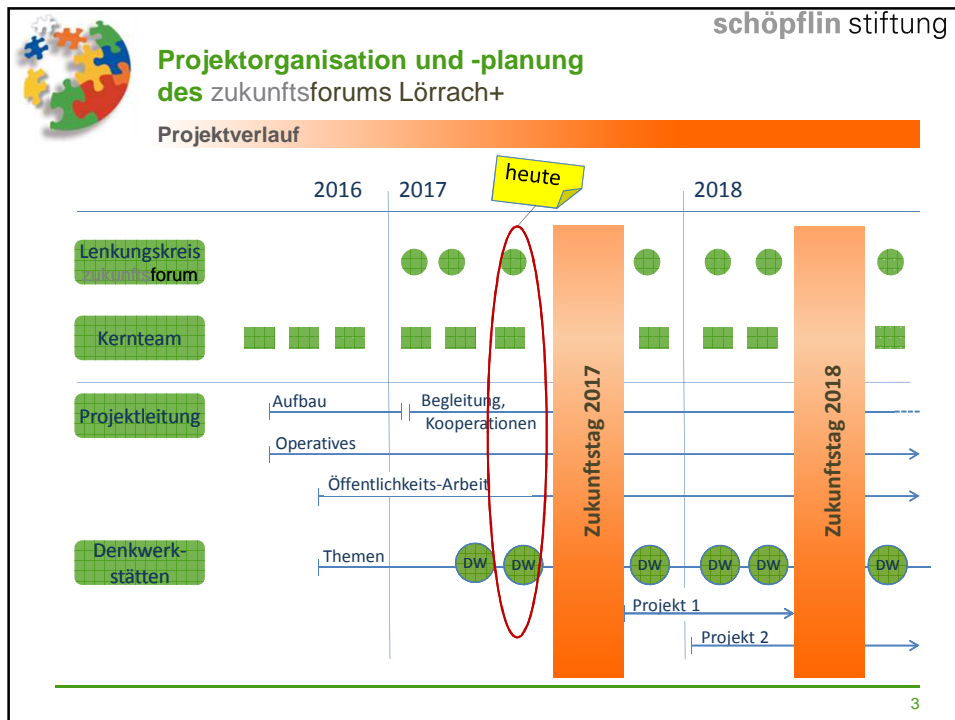 schöpflin stiftung
Projektorganisation und -planung
des zukunftsforums Lörrach+
Projektverlauf
heute
2016
2017
2018
Lenkungskreis
zukunftsforum
Kernteam
Projektleitung
Aufbau
Begleitung,
Kooperationen
Operatives
Öffentlichkeits-Arbeit
Zukunftstag 2017
Zukunftstag 2018
Denkwerk-
stätten
Themen
DW
DW
DW
DW
DW
DW
Projekt 1
Projekt 2
3